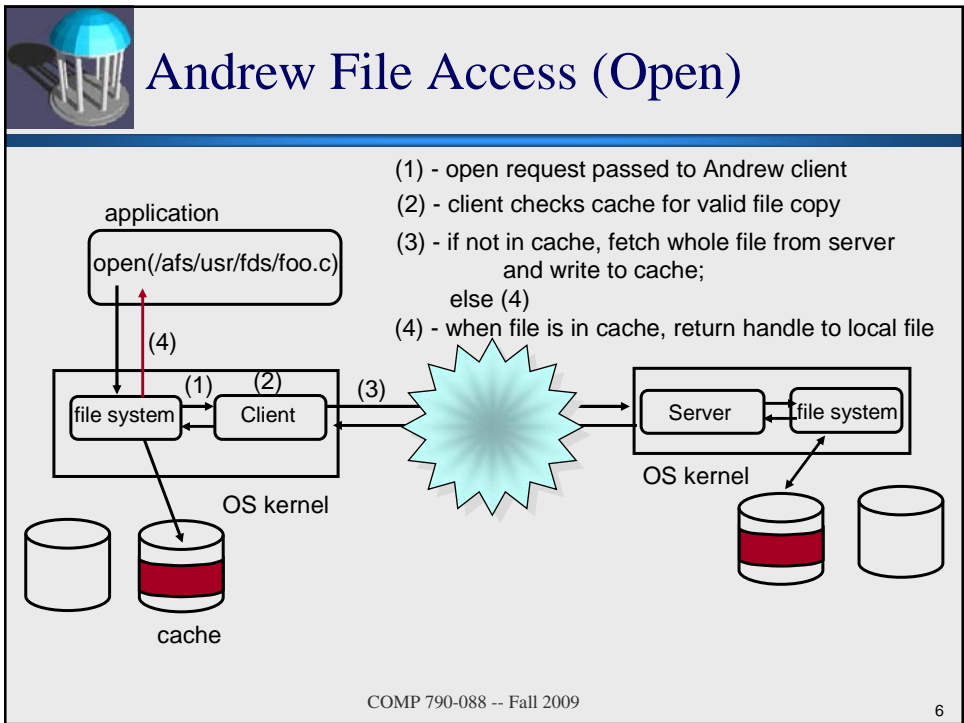 Andrew File Access (Open)
(1) - open request passed to Andrew client
(2) - client checks cache for valid file copy
(3) - if not in cache, fetch whole file from server
and write to cache;
else (4)
(4) - when file is in cache, return handle to local file
application
open(/afs/usr/fds/foo.c)
(4)
(1)
(2)
(3)
file system
Client
Server
file system
OS kernel
OS kernel
cache
COMP 790-088 -- Fall 2009
6